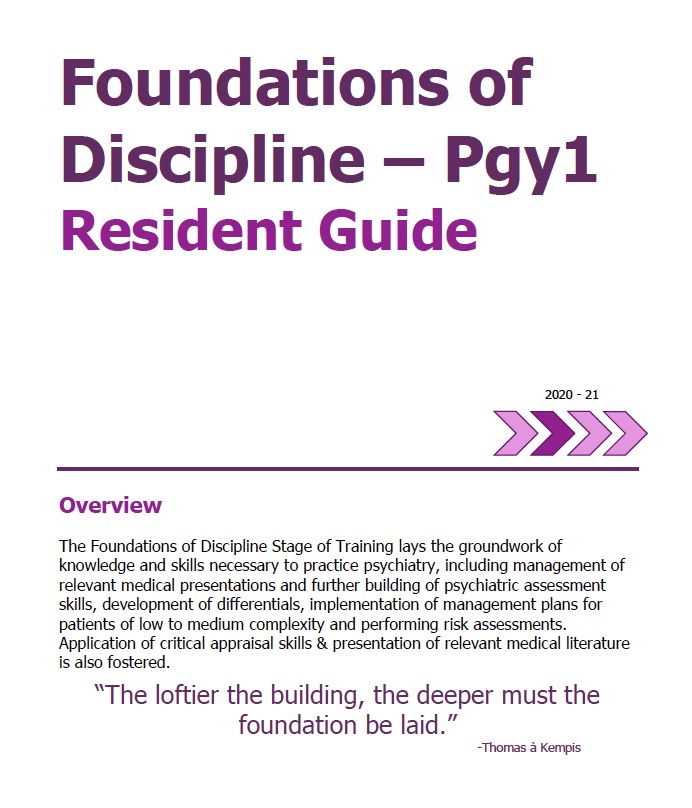 Foundations of
Discipline – Pgy1
Resident Guide
2020 - 21
Overview
The Foundations of Discipline Stage of Training lays the groundwork of
knowledge and skills necessary to practice psychiatry, including management of
relevant medical presentations and further building of psychiatric assessment
skills, development of differentials, implementation of management plans for
patients of low to medium complexity and performing risk assessments.
Application of critical appraisal skills & presentation of relevant medical literature
is also fostered.
“The loftier the building, the deeper must the
foundation be laid.”
-Thomas à Kempis